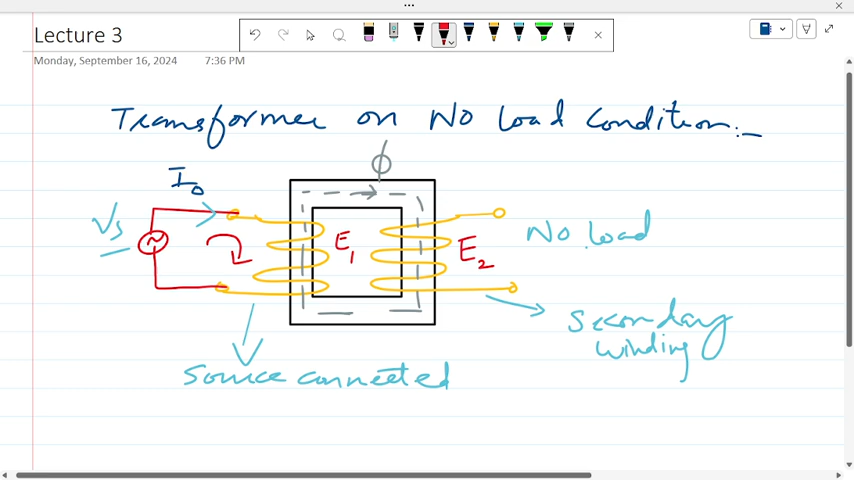 Lecture 3
Monday, September 16, 2024 7:36 PM
Transformer on No Load Condition:-
ϕ
I₀
Vs
E₁
E₂
No load
Secondary
winding
Source connected